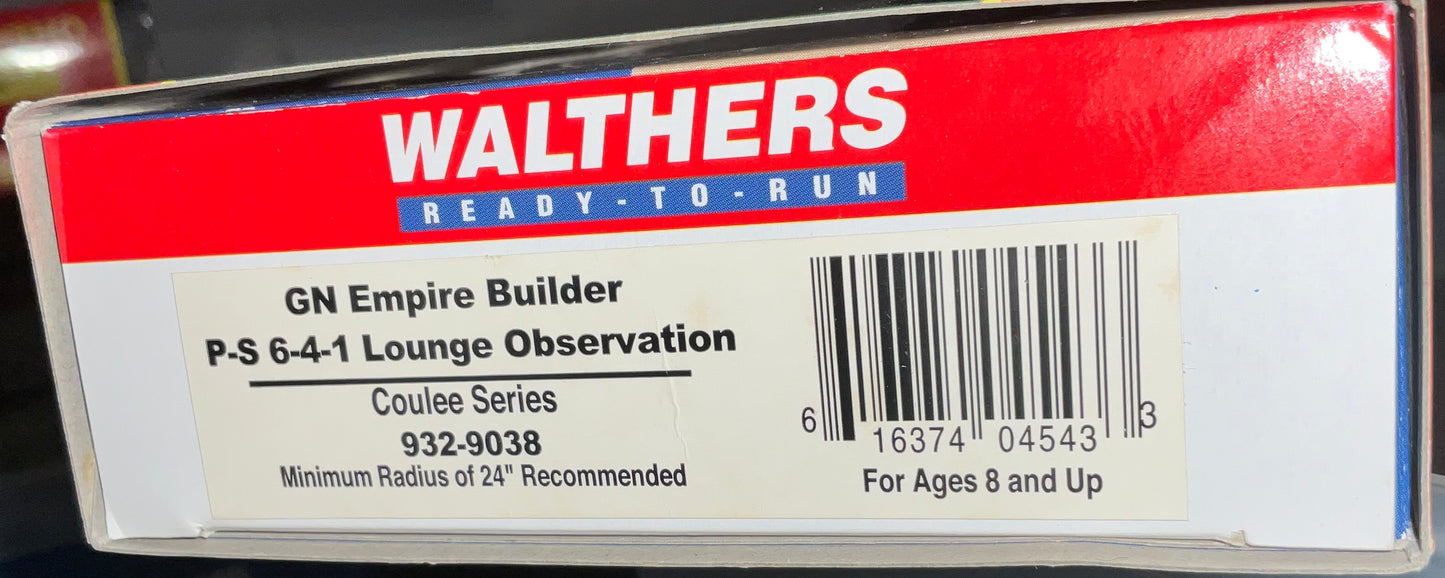 WALTHERS
READY-TO-RUN
GN Empire Builder
P-S 6-4-1 Lounge Observation
Coulee Series
932-9038
Minimum Radius of 24" Recommended
6 16374 04543 3
For Ages 8 and Up